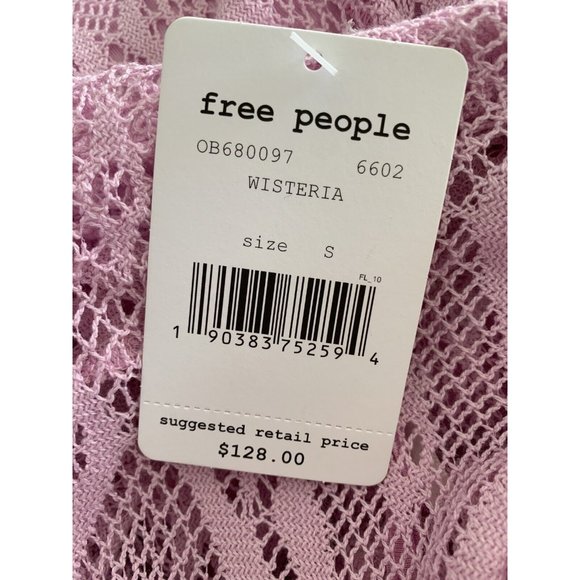 free people
OB680097 6602
WISTERIA
size S
FL_10
1 90383 75259 4
suggested retail price
$128.00